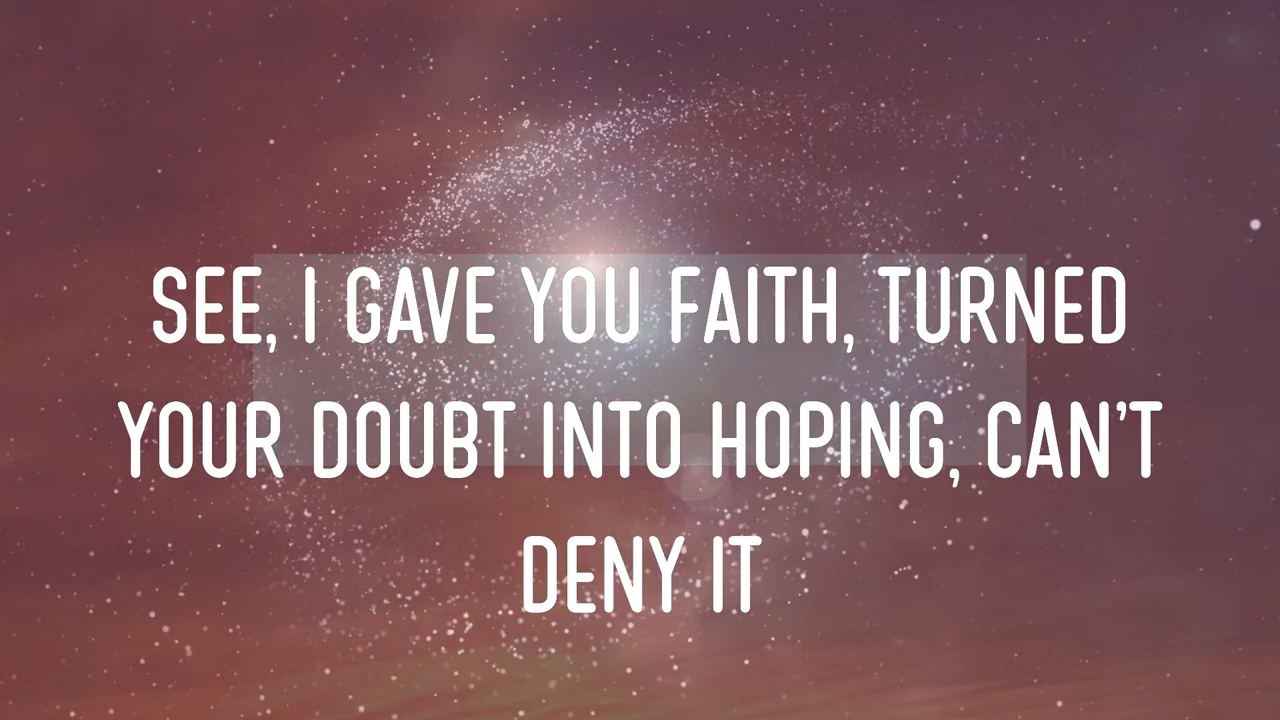 SEE, I GAVE YOU FAITH, TURNED
YOUR DOUBT INTO HOPING, CAN’T
DENY IT